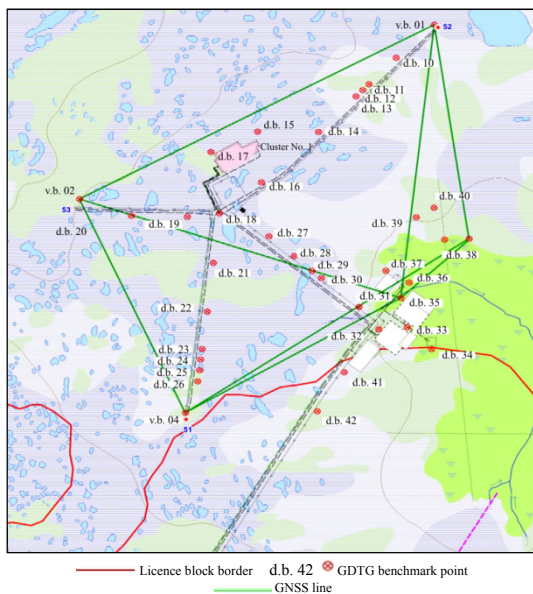 v.b. 01
52
d.b. 10
d.b. 11
d.b. 12
d.b. 13
d.b. 15
d.b. 14
Cluster No.
d.b. 17
d.b. 16
v.b. 02
d.b. 40
53
d.b. 19
d.b. 18
d.b. 39
d.b. 20
d.b. 27
d.b. 38
d.b. 28
d.b. 21
d.b. 29
d.b. 37
d.b. 30
d.b. 36
d.b. 31
d.b. 35
d.b. 22
d.b. 33
d.b. 32
d.b. 23
d.b. 34
d.b. 24
d.b. 25
d.b. 26
d.b. 41
v.b. 04
d.b. 42
51
Licence block border d.b. 42 GDTG benchmark point
GNSS line